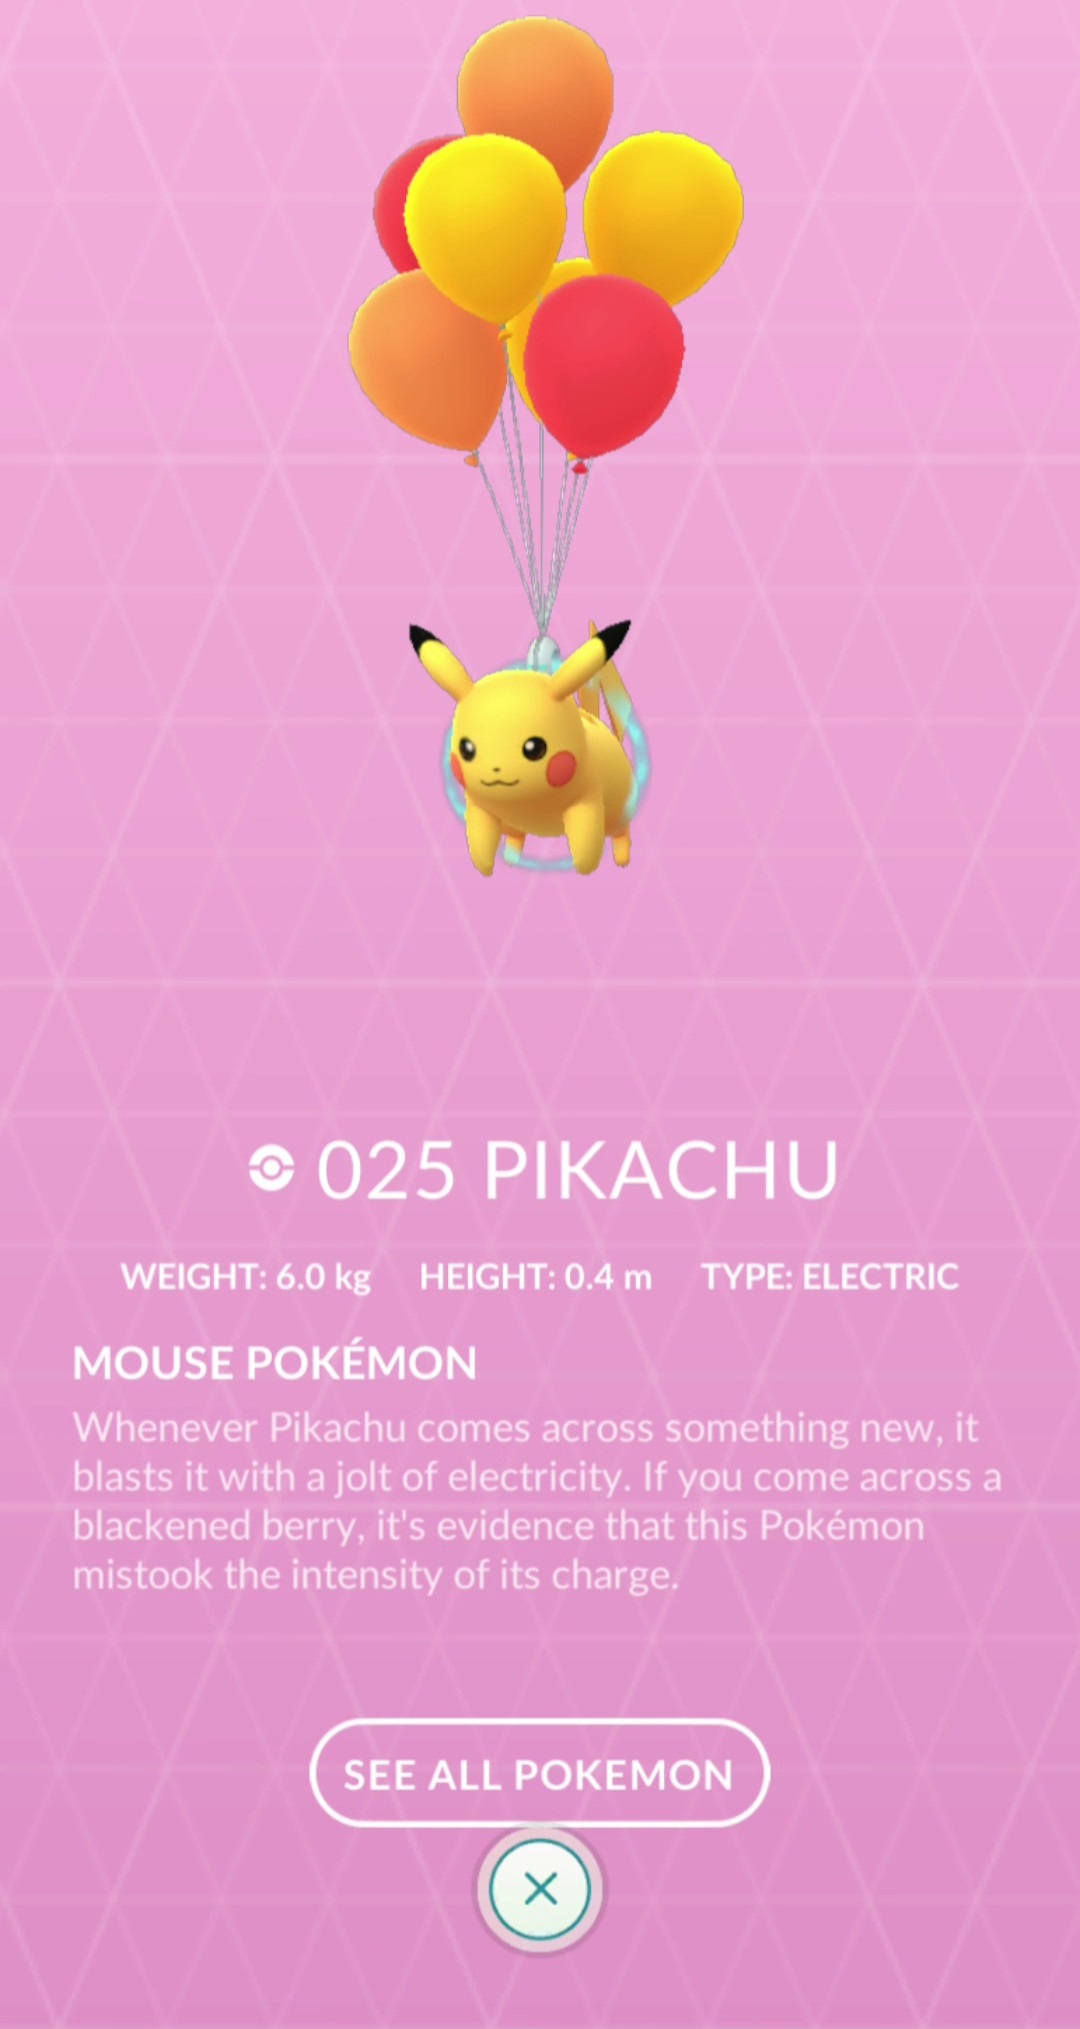 025 PIKACHU
WEIGHT: 6.0 kg HEIGHT: 0.4 m TYPE: ELECTRIC
MOUSE POKÉMON
Whenever Pikachu comes across something new, it
blasts it with a jolt of electricity. If you come across a
blackened berry, it's evidence that this Pokémon
mistook the intensity of its charge.
SEE ALL POKEMON